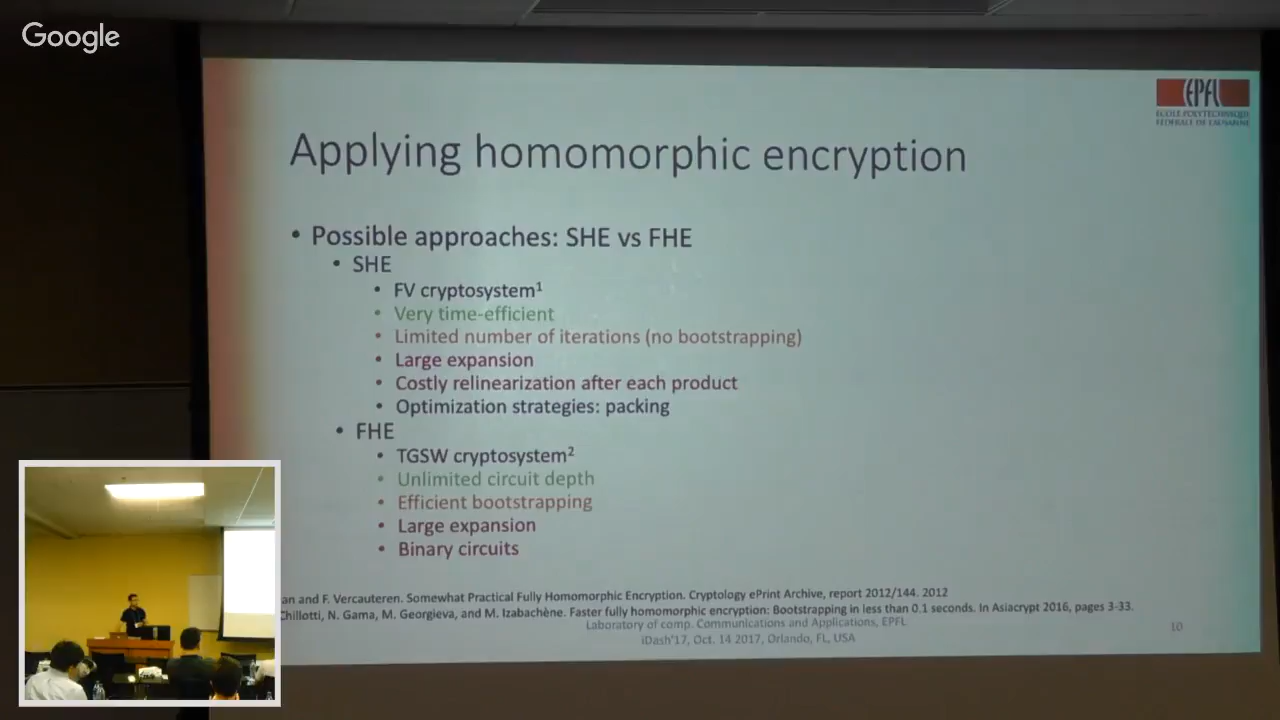 Google
EPFL
ÉCOLE POLYTECHNIQUE
FÉDÉRALE DE LAUSANNE
Applying homomorphic encryption
• Possible approaches: SHE vs FHE
• SHE
• FV cryptosystem1
• Very time-efficient
• Limited number of iterations (no bootstrapping)
• Large expansion
• Costly relinearization after each product
• Optimization strategies: packing
• FHE
• TGSW cryptosystem2
• Unlimited circuit depth
• Efficient bootstrapping
• Large expansion
• Binary circuits
an and F. Vercauteren. Somewhat Practical Fully Homomorphic Encryption. Cryptology ePrint Archive, report 2012/144. 2012
Chillotti, N. Gama, M. Georgieva, and M. Izabachène. Faster fully homomorphic encryption: Bootstrapping in less than 0.1 seconds. In Asiacrypt 2016, pages 3-33.
Laboratory of comp. Communications and Applications, EPFL
iDash'17, Oct. 14 2017, Orlando, FL, USA
10